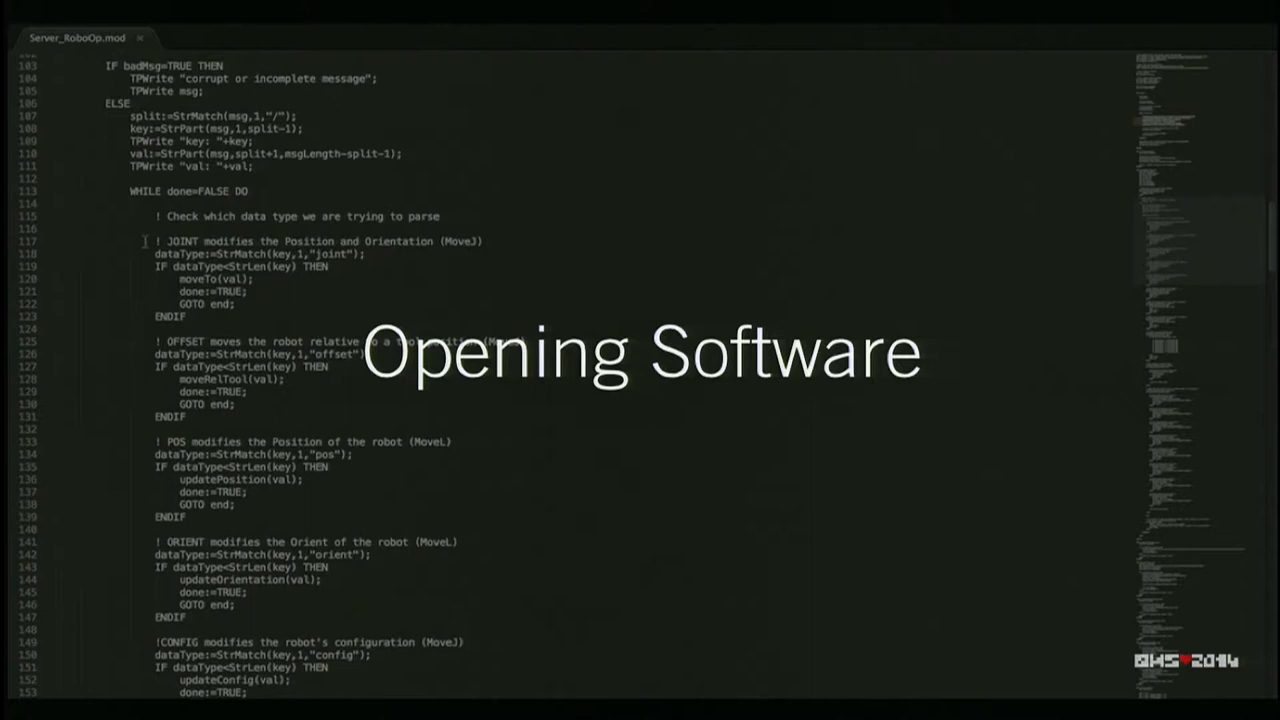 Server_RoboOp.mod ×
103 IF badMsg=TRUE THEN
104 TPWrite "corrupt or incomplete message";
105 TPWrite msg;
106 ELSE
107 split:=StrMatch(msg,1,"/");
108 key:=StrPart(msg,1,split-1);
109 TPWrite "key: "+key;
110 val:=StrPart(msg,split+1,msgLength-split-1);
111 TPWrite "val: "+val;
112
113 WHILE done=FALSE DO
114
115 ! Check which data type we are trying to parse
116
117 ! JOINT modifies the Position and Orientation (MoveJ)
118 dataType:=StrMatch(key,1,"joint");
119 IF dataType<StrLen(key) THEN
120 moveTo(val);
121 done:=TRUE;
122 GOTO end;
123 ENDIF
124
125 ! OFFSET moves the robot relative to a tool position
126 dataType:=StrMatch(key,1,"offset")
127 IF dataType<StrLen(key) THEN
128 moveRelTool(val);
129 done:=TRUE;
130 GOTO end;
131 ENDIF
132
133 ! POS modifies the Position of the robot (MoveL)
134 dataType:=StrMatch(key,1,"pos");
135 IF dataType<StrLen(key) THEN
136 updatePosition(val);
137 done:=TRUE;
138 GOTO end;
139 ENDIF
140
141 ! ORIENT modifies the Orient of the robot (MoveL)
142 dataType:=StrMatch(key,1,"orient");
143 IF dataType<StrLen(key) THEN
144 updateOrientation(val);
145 done:=TRUE;
146 GOTO end;
147 ENDIF
148
149 !CONFIG modifies the robot's configuration (MoveJ)
150 dataType:=StrMatch(key,1,"config");
151 IF dataType<StrLen(key) THEN
152 updateConfig(val);
153 done:=TRUE;
Opening Software
OHS♥2014